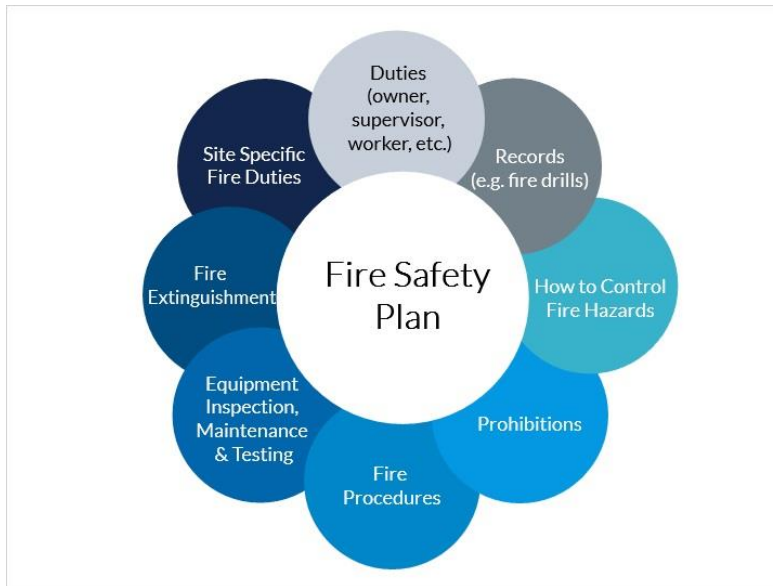 Fire Safety
Plan
Duties
(owner,
supervisor,
worker, etc.)
Records
(e.g. fire drills)
How to Control
Fire Hazards
Prohibitions
Fire
Procedures
Equipment
Inspection,
Maintenance
& Testing
Fire
Extinguishment
Site Specific
Fire Duties